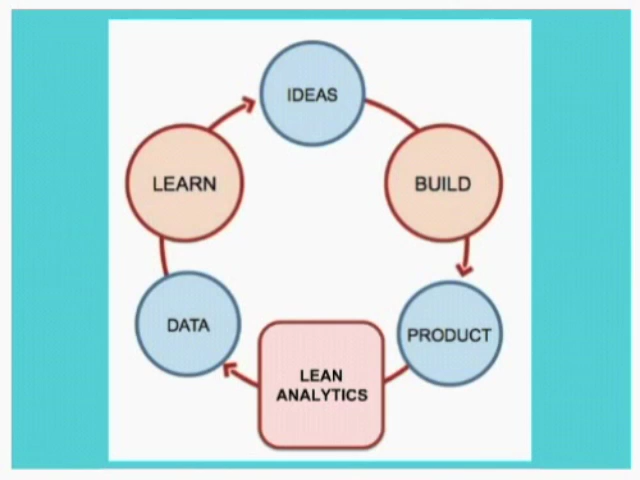 IDEAS
BUILD
PRODUCT
LEAN
ANALYTICS
DATA
LEARN